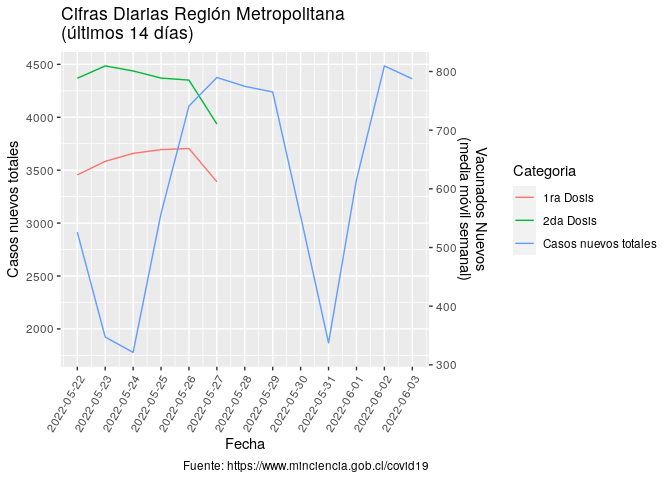 Cifras Diarias Región Metropolitana
(últimos 14 días)
Casos nuevos totales
4500
4000
3500
3000
2500
2000
800
700
600
500
400
300
Vacunados Nuevos
(media móvil semanal)
2022-05-22
2022-05-23
2022-05-24
2022-05-25
2022-05-26
2022-05-27
2022-05-28
2022-05-29
2022-05-30
2022-05-31
2022-06-01
2022-06-02
2022-06-03
Fecha
Categoria
1ra Dosis
2da Dosis
Casos nuevos totales
Fuente: https://www.minciencia.gob.cl/covid19